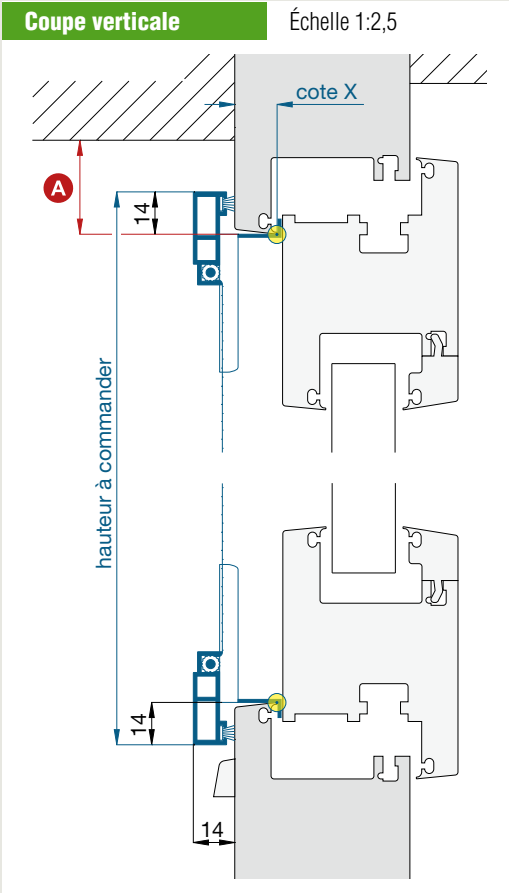 Coupe verticale
Échelle 1:2,5
cote X
A
14
hauteur à commander
14
14